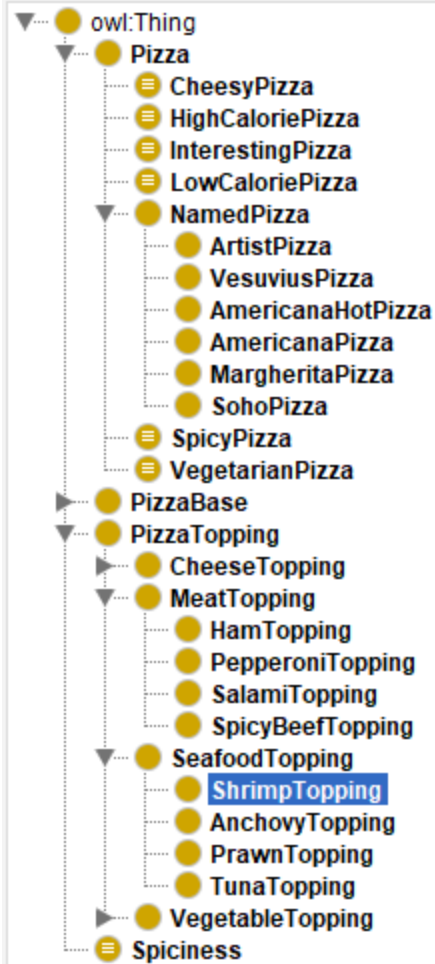 owl:Thing
Pizza
CheesyPizza
HighCaloriePizza
InterestingPizza
LowCaloriePizza
NamedPizza
ArtistPizza
VesuviusPizza
AmericanaHotPizza
AmericanaPizza
MargheritaPizza
SohoPizza
SpicyPizza
VegetarianPizza
PizzaBase
PizzaTopping
CheeseTopping
MeatTopping
HamTopping
PepperoniTopping
SalamiTopping
SpicyBeefTopping
SeafoodTopping
ShrimpTopping
AnchovyTopping
PrawnTopping
TunaTopping
VegetableTopping
Spiciness